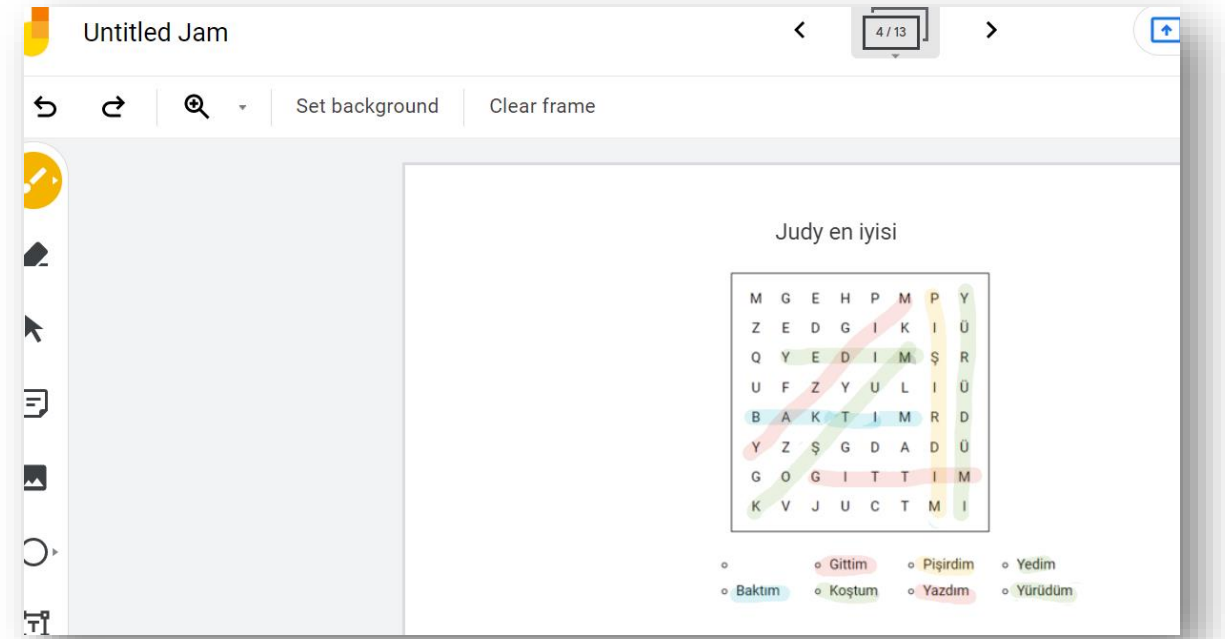 Untitled Jam
4 / 13
Set background
Clear frame
Judy en iyisi
M G E H P M P Y
Z E D G I K I Ü
Q Y E D I M Ş R
U F Z Y U L I Ü
B A K T I M R D
Y Z Ş G D A D Ü
G O G I T T I M
K V J U C T M I
Gittim
Pişirdim
Yedim
Baktım
Koştum
Yazdım
Yürüdüm